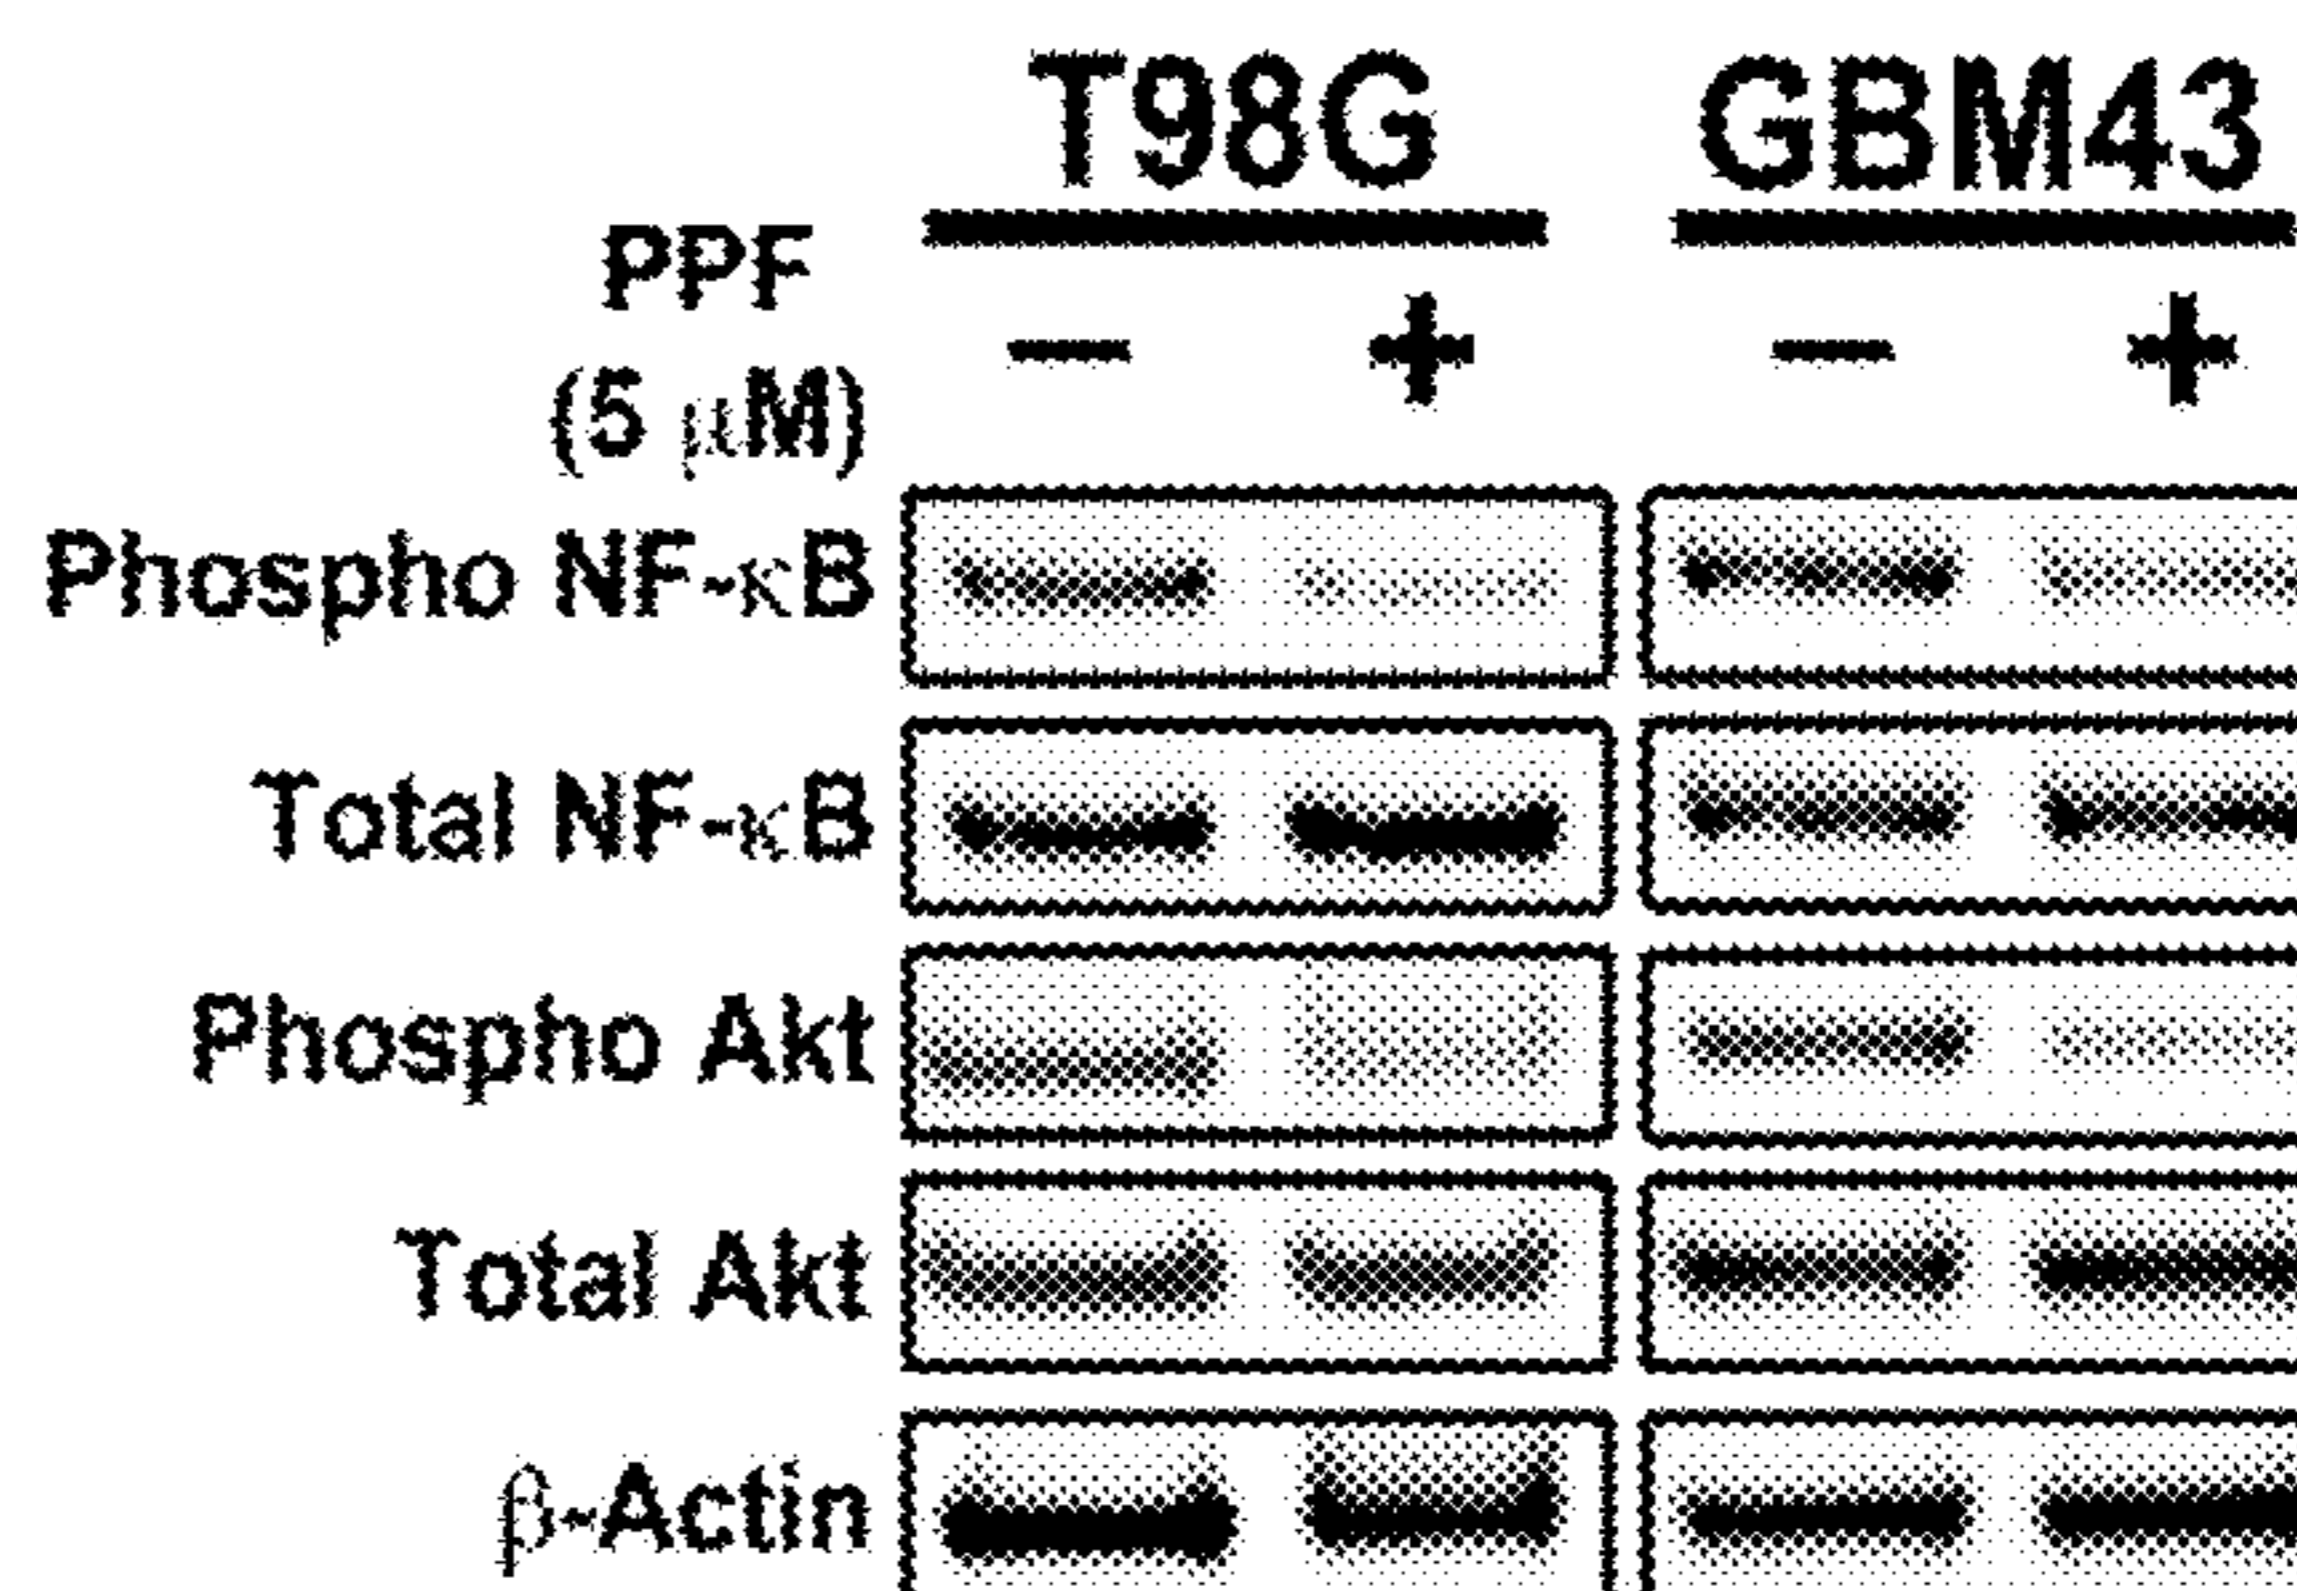 T98G GBM43
PPF
(5 μM)
− + − +
Phospho NF-κB
Total NF-κB
Phospho Akt
Total Akt
β-Actin